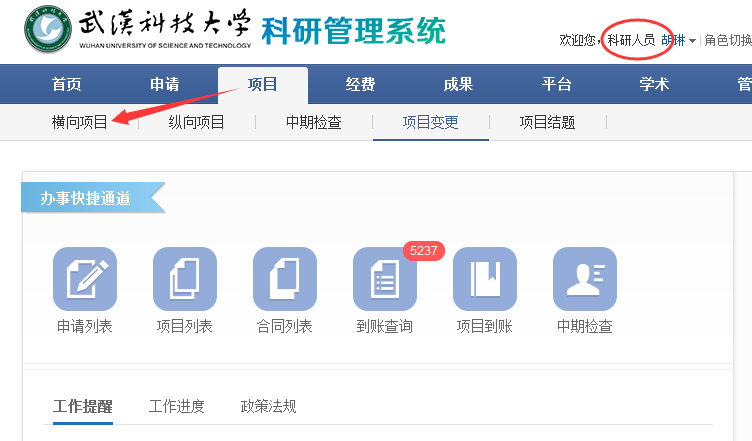 武漢科技大学 科研管理系统
WUHAN UNIVERSITY OF SCIENCE AND TECHNOLOGY
欢迎您，科研人员 胡琳 | 角色切换
首页 申请 项目 经费 成果 平台 学术 管
横向项目 纵向项目 中期检查 项目变更 项目结题
办事快捷通道
5237
申请列表 项目列表 合同列表 到账查询 项目到账 中期检查
工作提醒 工作进度 政策法规